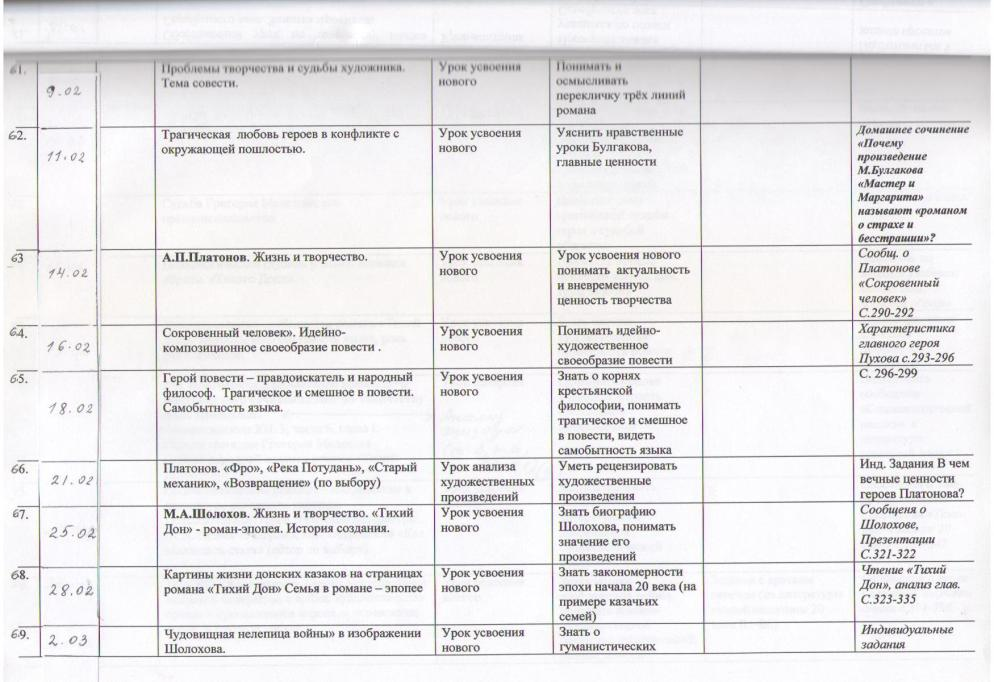 61.
9.02
Проблемы творчества и судьбы художника.
Тема совести.
Урок усвоения
нового
Понимать и
осмысливать
перекличку трёх линий
романа
62.
11.02
Трагическая любовь героев в конфликте с
окружающей пошлостью.
Урок усвоения
нового
Уяснить нравственные
уроки Булгакова,
главные ценности
Домашнее сочинение
«Почему
произведение
М.Булгакова
«Мастер и
Маргарита»
называют «романом
о страхе и
бесстрашии»?
63
14.02
А.П.Платонов. Жизнь и творчество.
Урок усвоения
нового
Урок усвоения нового
понимать актуальность
и вневременную
ценность творчества
Сообщ. о
Платонове
«Сокровенный
человек»
С.290-292
64.
16.02
Сокровенный человек». Идейно-
композиционное своеобразие повести .
Урок усвоения
нового
Понимать идейно-
художественное
своеобразие повести
Характеристика
главного героя
Пухова с.293-296
65.
18.02
Герой повести – правдоискатель и народный
философ. Трагическое и смешное в повести.
Самобытность языка.
Урок усвоения
нового
Знать о корнях
крестьянской
философии, понимать
трагическое и смешное
в повести, видеть
самобытность языка
С. 296-299
66.
21.02
Платонов. «Фро», «Река Потудань», «Старый
механик», «Возвращение» (по выбору)
Урок анализа
художественных
произведений
Уметь рецензировать
художественные
произведения
Инд. Задания В чем
вечные ценности
героев Платонова?
67.
25.02
М.А.Шолохов. Жизнь и творчество. «Тихий
Дон» - роман-эпопея. История создания.
Урок усвоения
нового
Знать биографию
Шолохова, понимать
значение его
произведений
Сообщеня о
Шолохове,
Презентации
С.321-322
68.
28.02
Картины жизни донских казаков на страницах
романа «Тихий Дон» Семья в романе – эпопее
Урок усвоения
нового
Знать закономерности
эпохи начала 20 века (на
примере казачьих
семей)
Чтение «Тихий
Дон», анализ глав.
С.323-335
69.
2.03
Чудовищная нелепица войны» в изображении
Шолохова.
Урок усвоения
нового
Знать о
гуманистических
Индивидуальные
задания